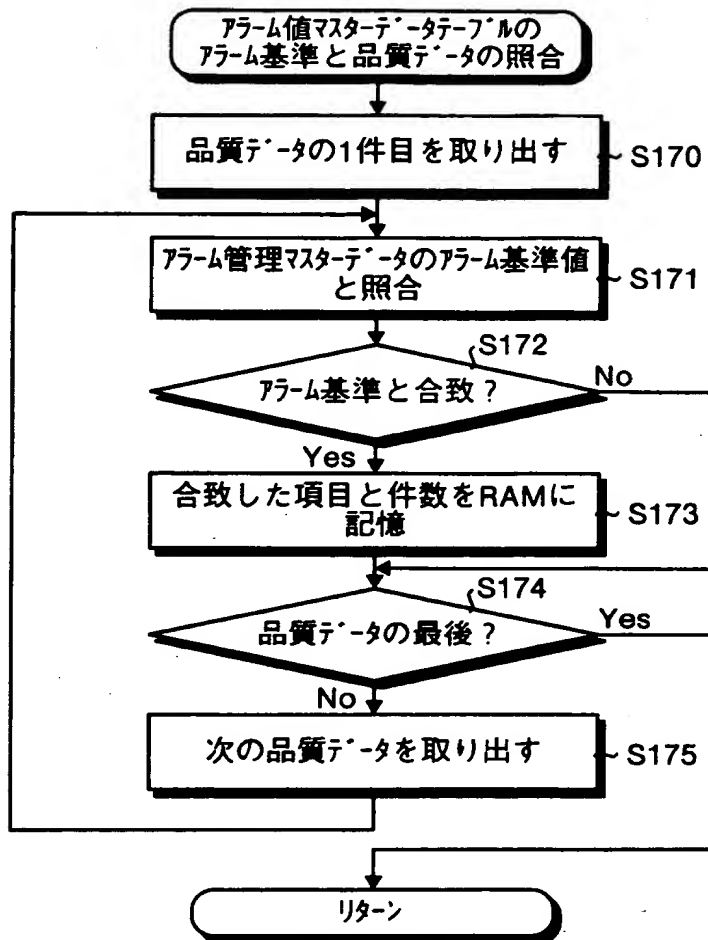 アラーム値マスターデータテーブルの
アラーム基準と品質データの照合
品質データの1件目を取り出す
S170
アラーム管理マスターデータのアラーム基準値
と照合
S171
S172
アラーム基準と合致?
No
Yes
合致した項目と件数をRAMに
記憶
S173
S174
品質データの最後?
Yes
No
次の品質データを取り出す
S175
リターン